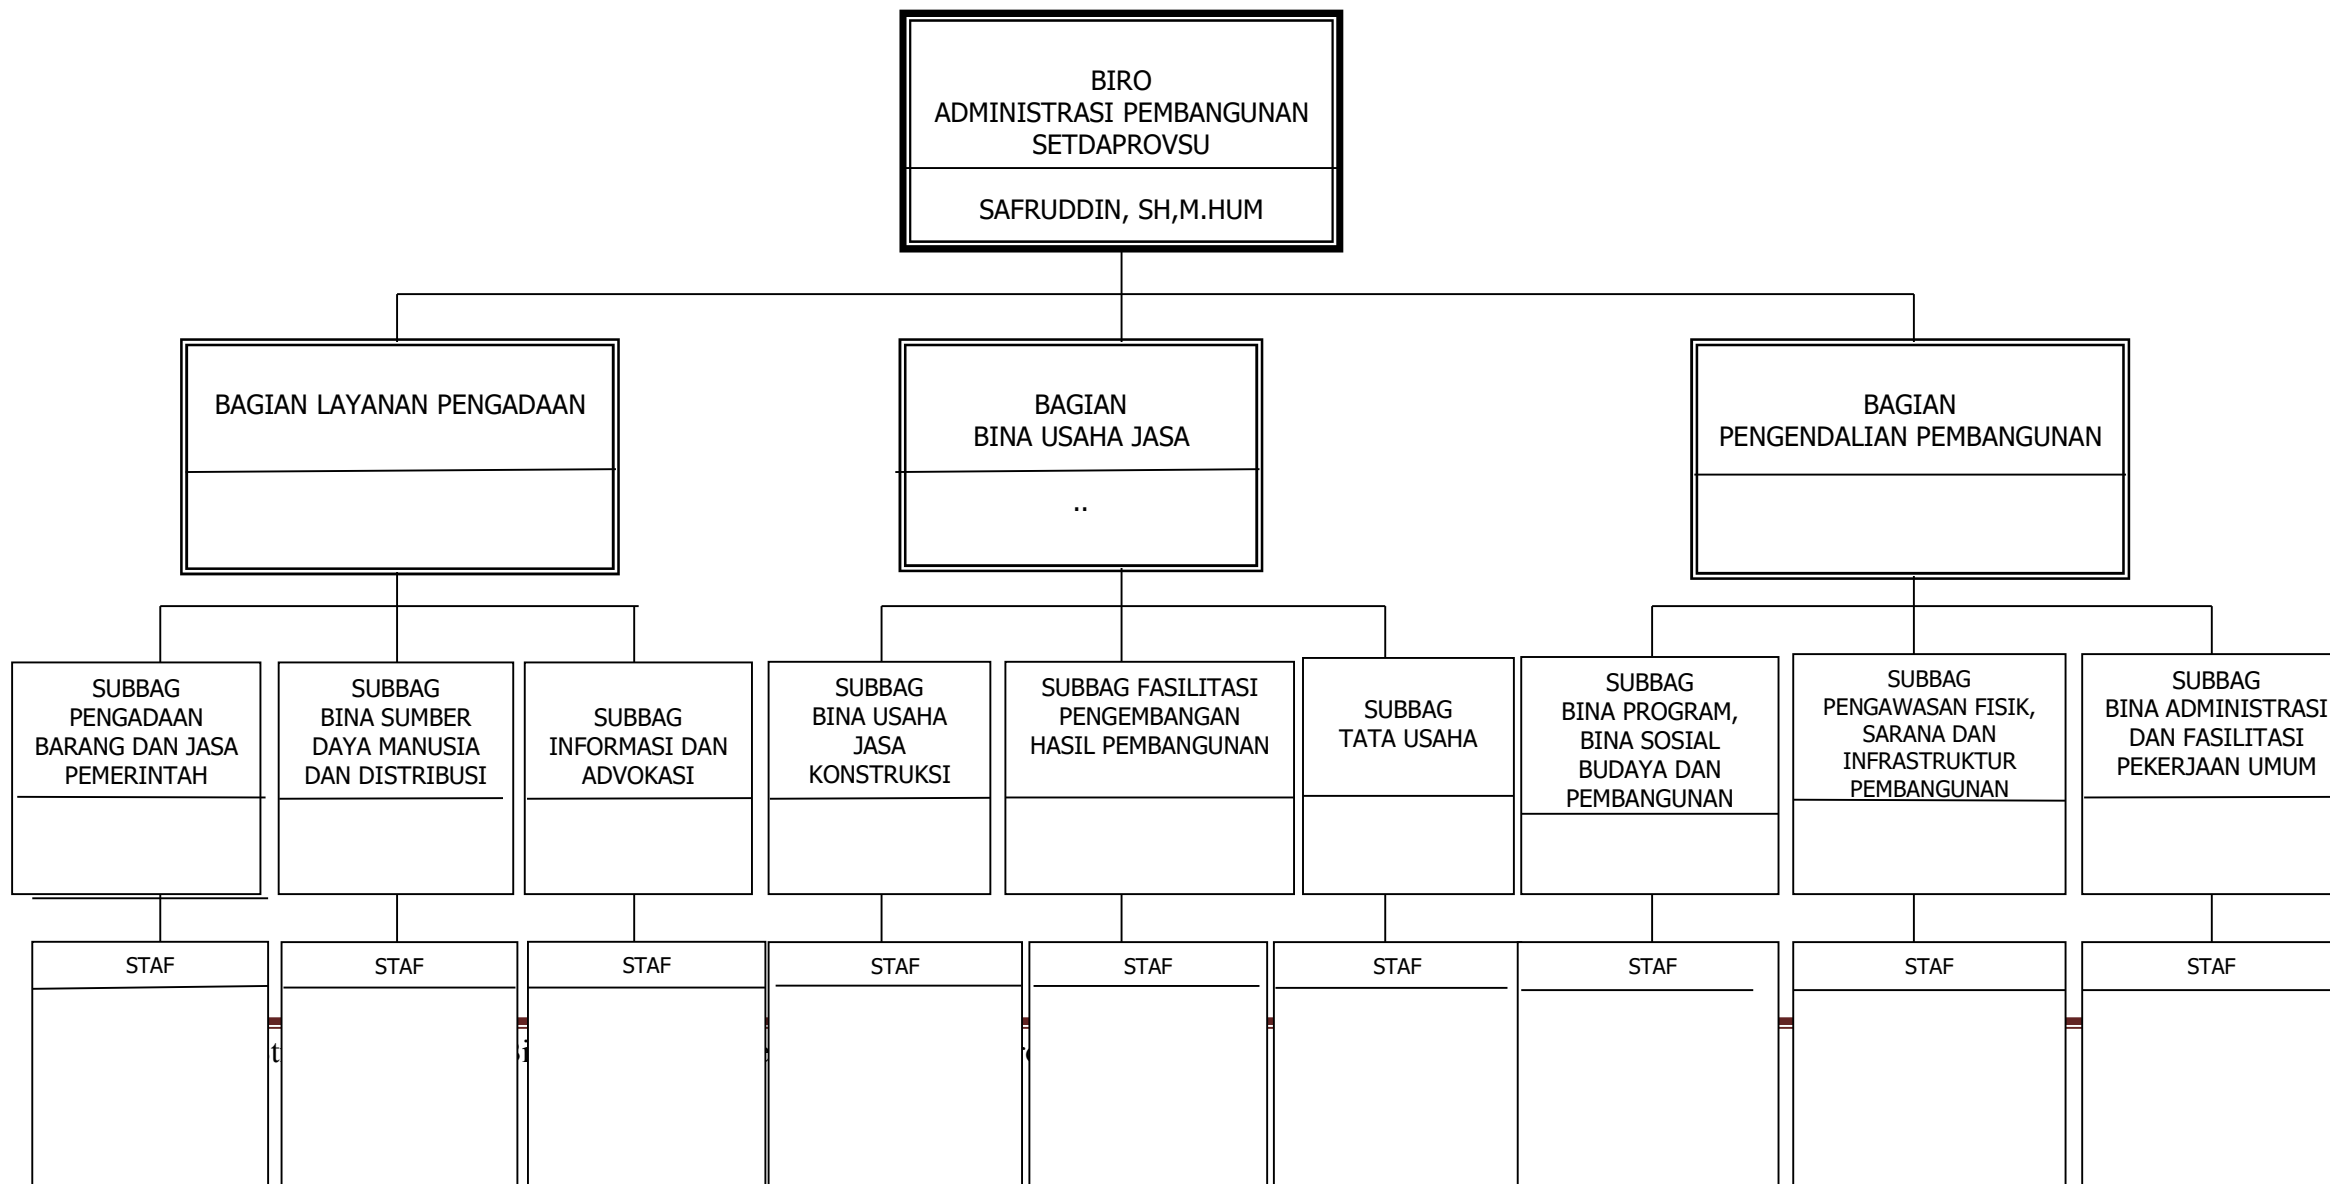 BIRO
ADMINISTRASI PEMBANGUNAN
SETDAPROVSU
SAFRUDDIN, SH,M.HUM
BAGIAN LAYANAN PENGADAAN
BAGIAN
BINA USAHA JASA
..
BAGIAN
PENGENDALIAN PEMBANGUNAN
SUBBAG
PENGADAAN
BARANG DAN JASA
PEMERINTAH
SUBBAG
BINA SUMBER
DAYA MANUSIA
DAN DISTRIBUSI
SUBBAG
INFORMASI DAN
ADVOKASI
SUBBAG
BINA USAHA
JASA
KONSTRUKSI
SUBBAG FASILITASI
PENGEMBANGAN
HASIL PEMBANGUNAN
SUBBAG
TATA USAHA
SUBBAG
BINA PROGRAM,
BINA SOSIAL
BUDAYA DAN
PEMBANGUNAN
SUBBAG
PENGAWASAN FISIK,
SARANA DAN
INFRASTRUKTUR
PEMBANGUNAN
SUBBAG
BINA ADMINISTRASI
DAN FASILITASI
PEKERJAAN UMUM
STAF
STAF
STAF
STAF
STAF
STAF
STAF
STAF
STAF